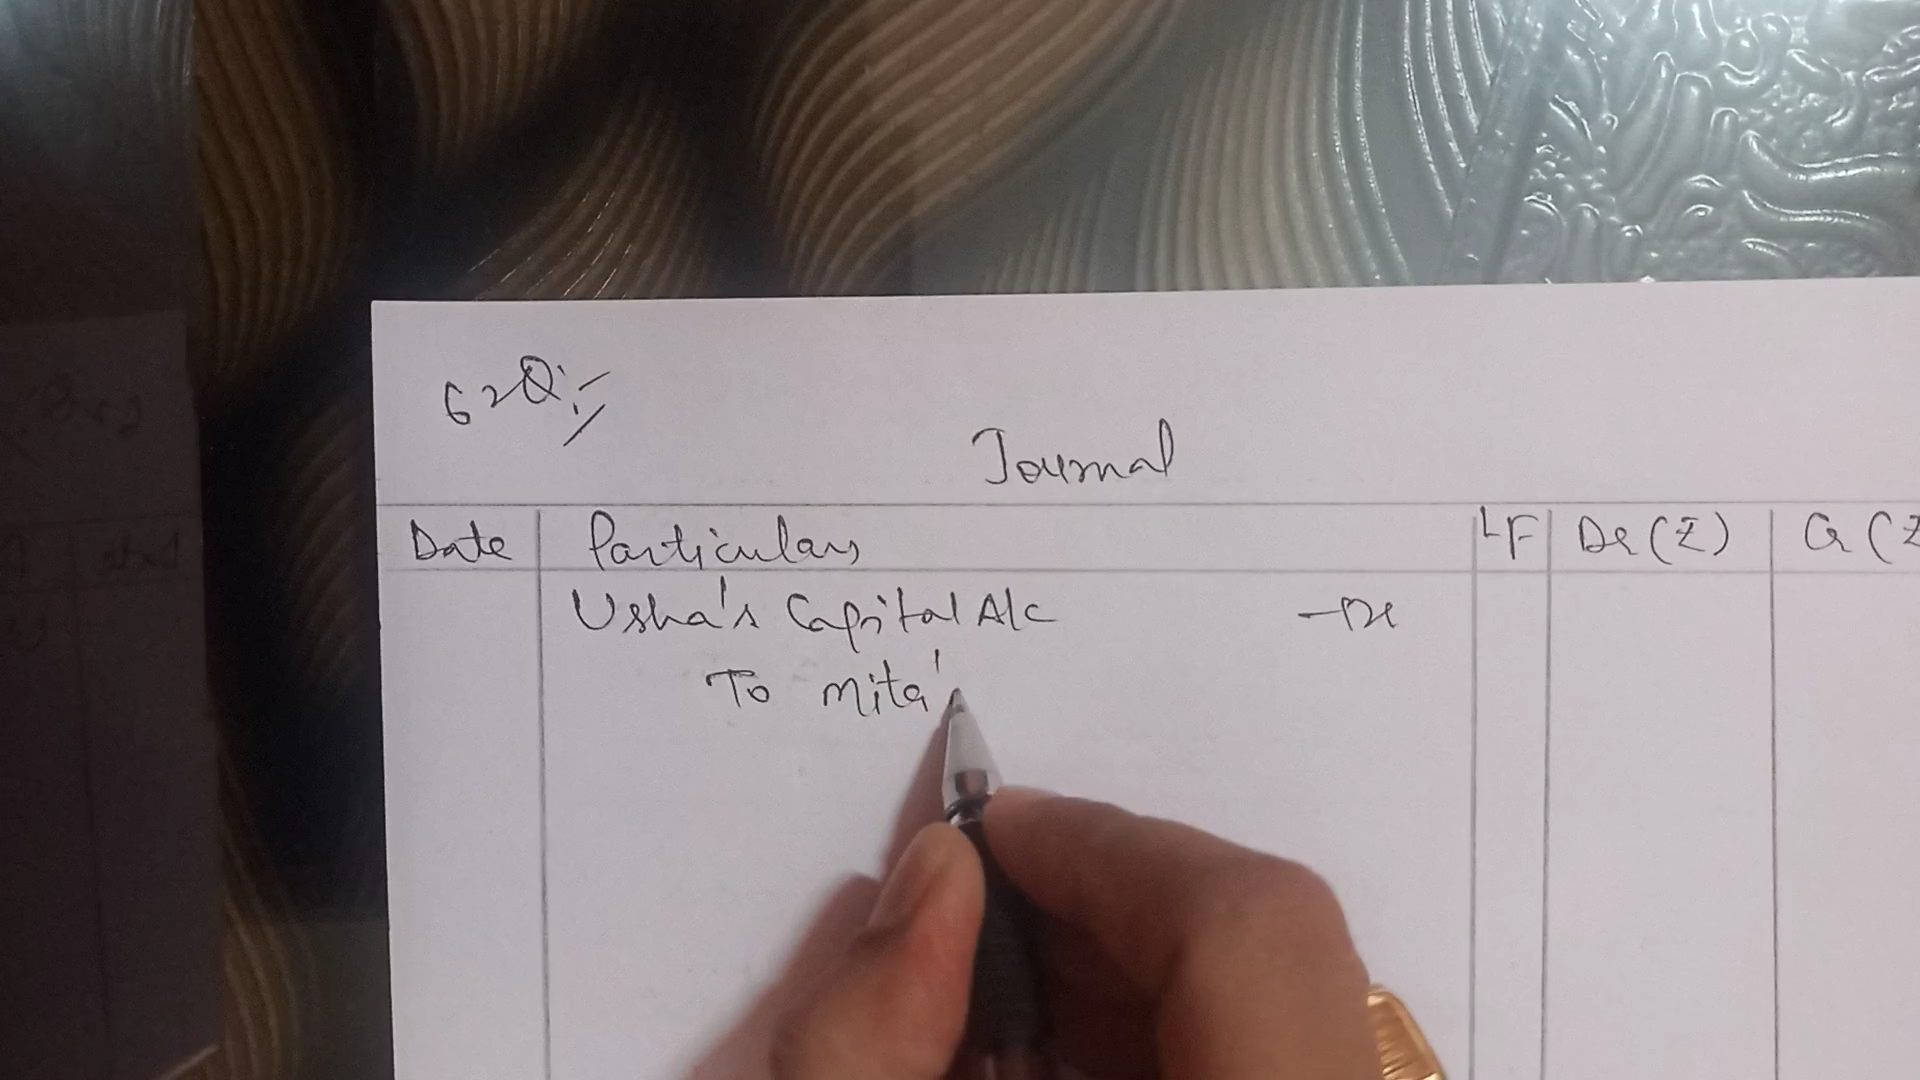 62Q:-
Journal
Date Particulars LF Dr (₹) Cr (₹
Usha's Capital A/c -Dr
To Mita's